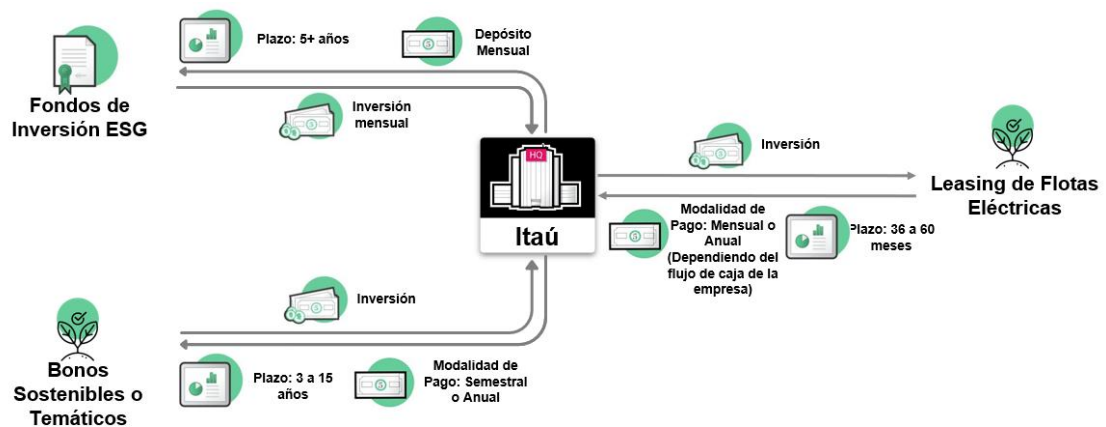 Plazo: 5+ años
Depósito
Mensual
Fondos de
Inversión ESG
Inversión
mensual
HQ
Itaú
Inversión
Leasing de Flotas
Eléctricas
Modalidad de
Pago: Mensual o
Anual
(Dependiendo del
flujo de caja de la
empresa)
Plazo: 36 a 60
meses
Inversión
Bonos
Sostenibles o
Temáticos
Plazo: 3 a 15
años
Modalidad de
Pago: Semestral
o Anual